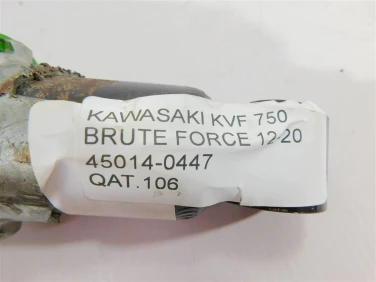 KAWASAKI KVF 750
BRUTE FORCE 12-20
45014-0447
QAT.106